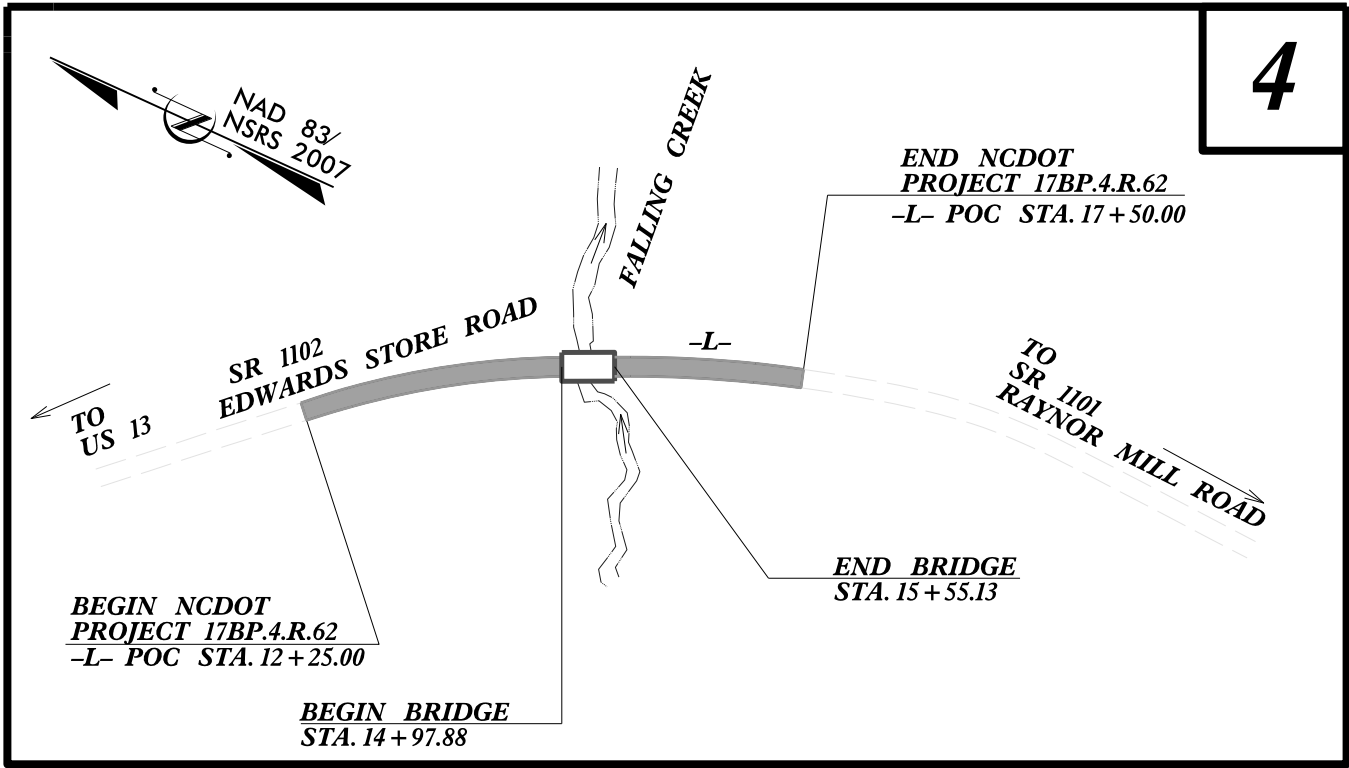 4
NAD 83/
NSRS 2007
FALLING CREEK
END NCDOT
PROJECT 17BP.4.R.62
–L– POC STA. 17+50.00
SR 1102
EDWARDS STORE ROAD
–L–
TO
US 13
TO
SR 1101
RAYNOR MILL ROAD
END BRIDGE
STA. 15+55.13
BEGIN NCDOT
PROJECT 17BP.4.R.62
–L– POC STA. 12+25.00
BEGIN BRIDGE
STA. 14+97.88